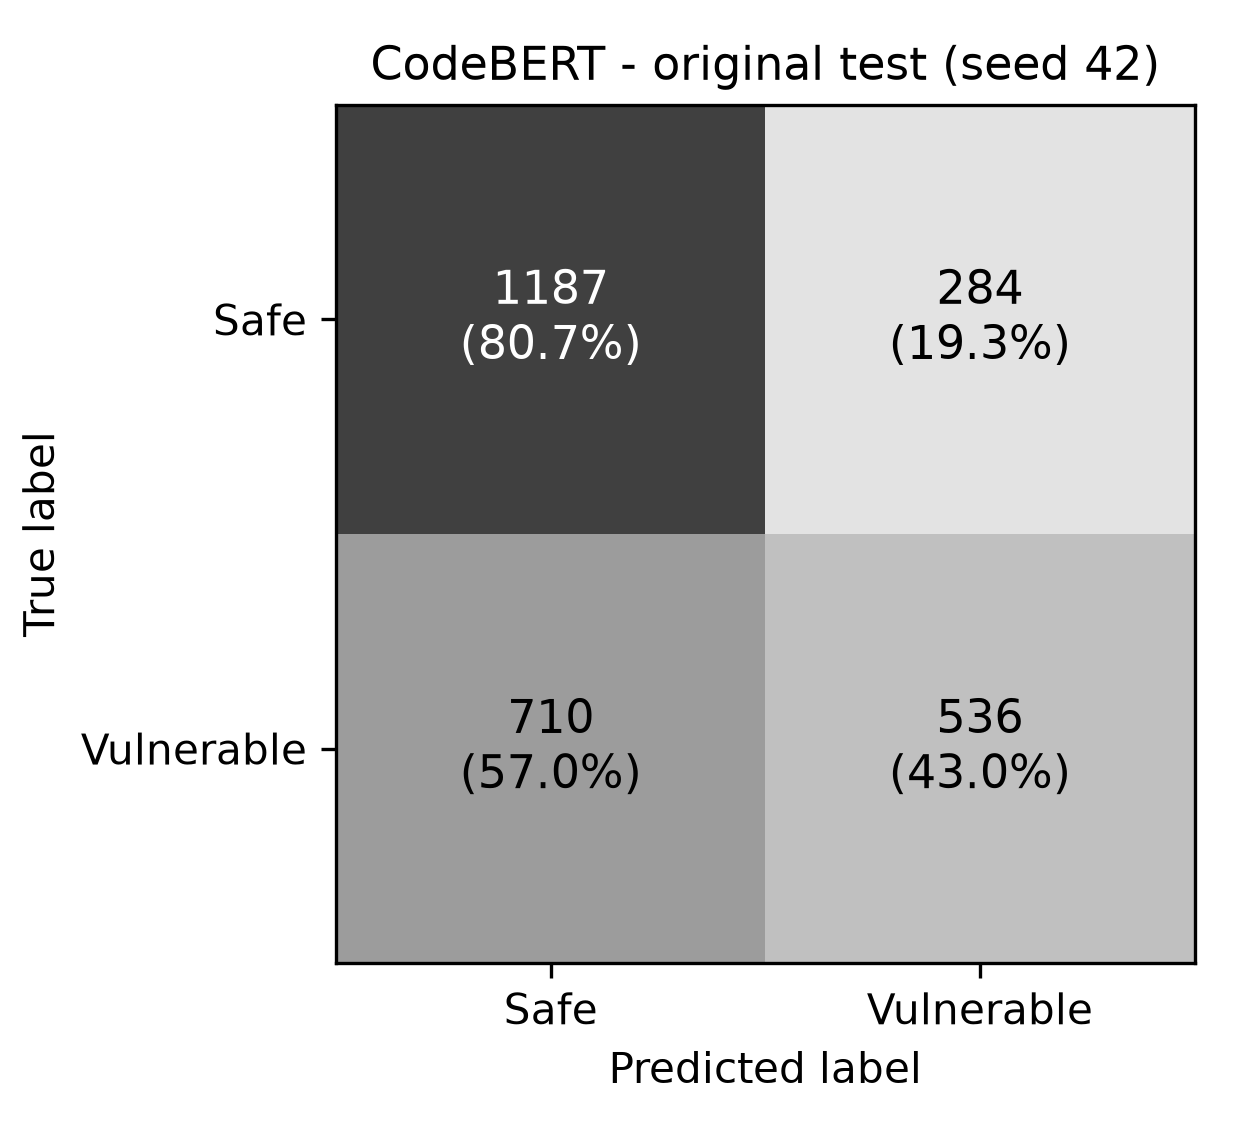 CodeBERT - original test (seed 42)
1187
(80.7%)
284
(19.3%)
Safe
True label
Vulnerable
710
(57.0%)
536
(43.0%)
Safe
Vulnerable
Predicted label